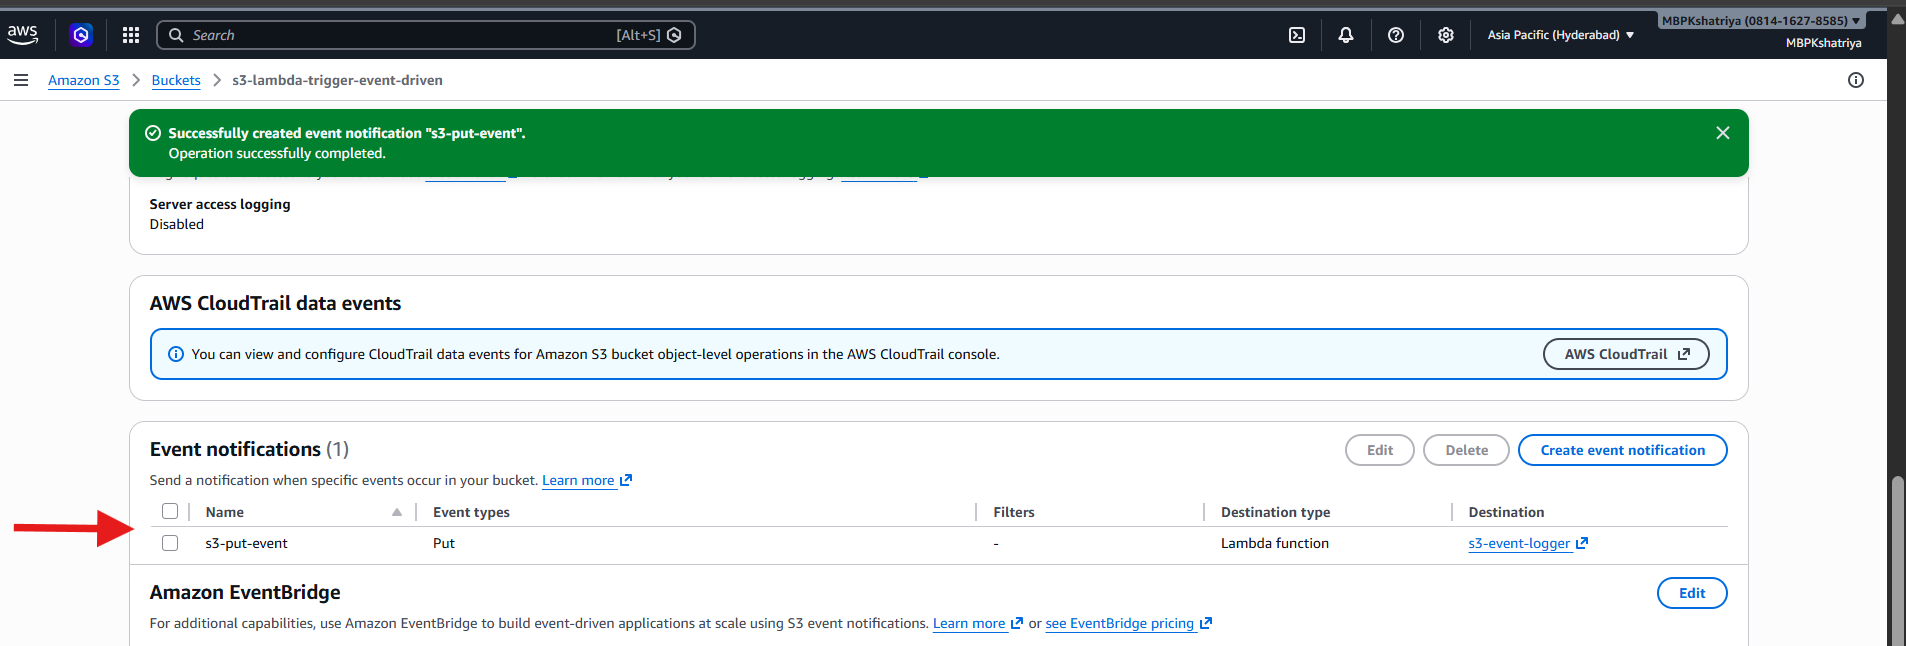 aws
Search [Alt+S]
Asia Pacific (Hyderabad) ▼
MBPKshatriya (0814-1627-8585) ▼
MBPKshatriya
Amazon S3 > Buckets > s3-lambda-trigger-event-driven
Successfully created event notification "s3-put-event".
Operation successfully completed.
Server access logging
Disabled
AWS CloudTrail data events
You can view and configure CloudTrail data events for Amazon S3 bucket object-level operations in the AWS CloudTrail console.
AWS CloudTrail
Event notifications (1)
Edit
Delete
Create event notification
Send a notification when specific events occur in your bucket. Learn more
Name Event types Filters Destination type Destination
s3-put-event Put - Lambda function s3-event-logger
Amazon EventBridge
Edit
For additional capabilities, use Amazon EventBridge to build event-driven applications at scale using S3 event notifications. Learn more or see EventBridge pricing